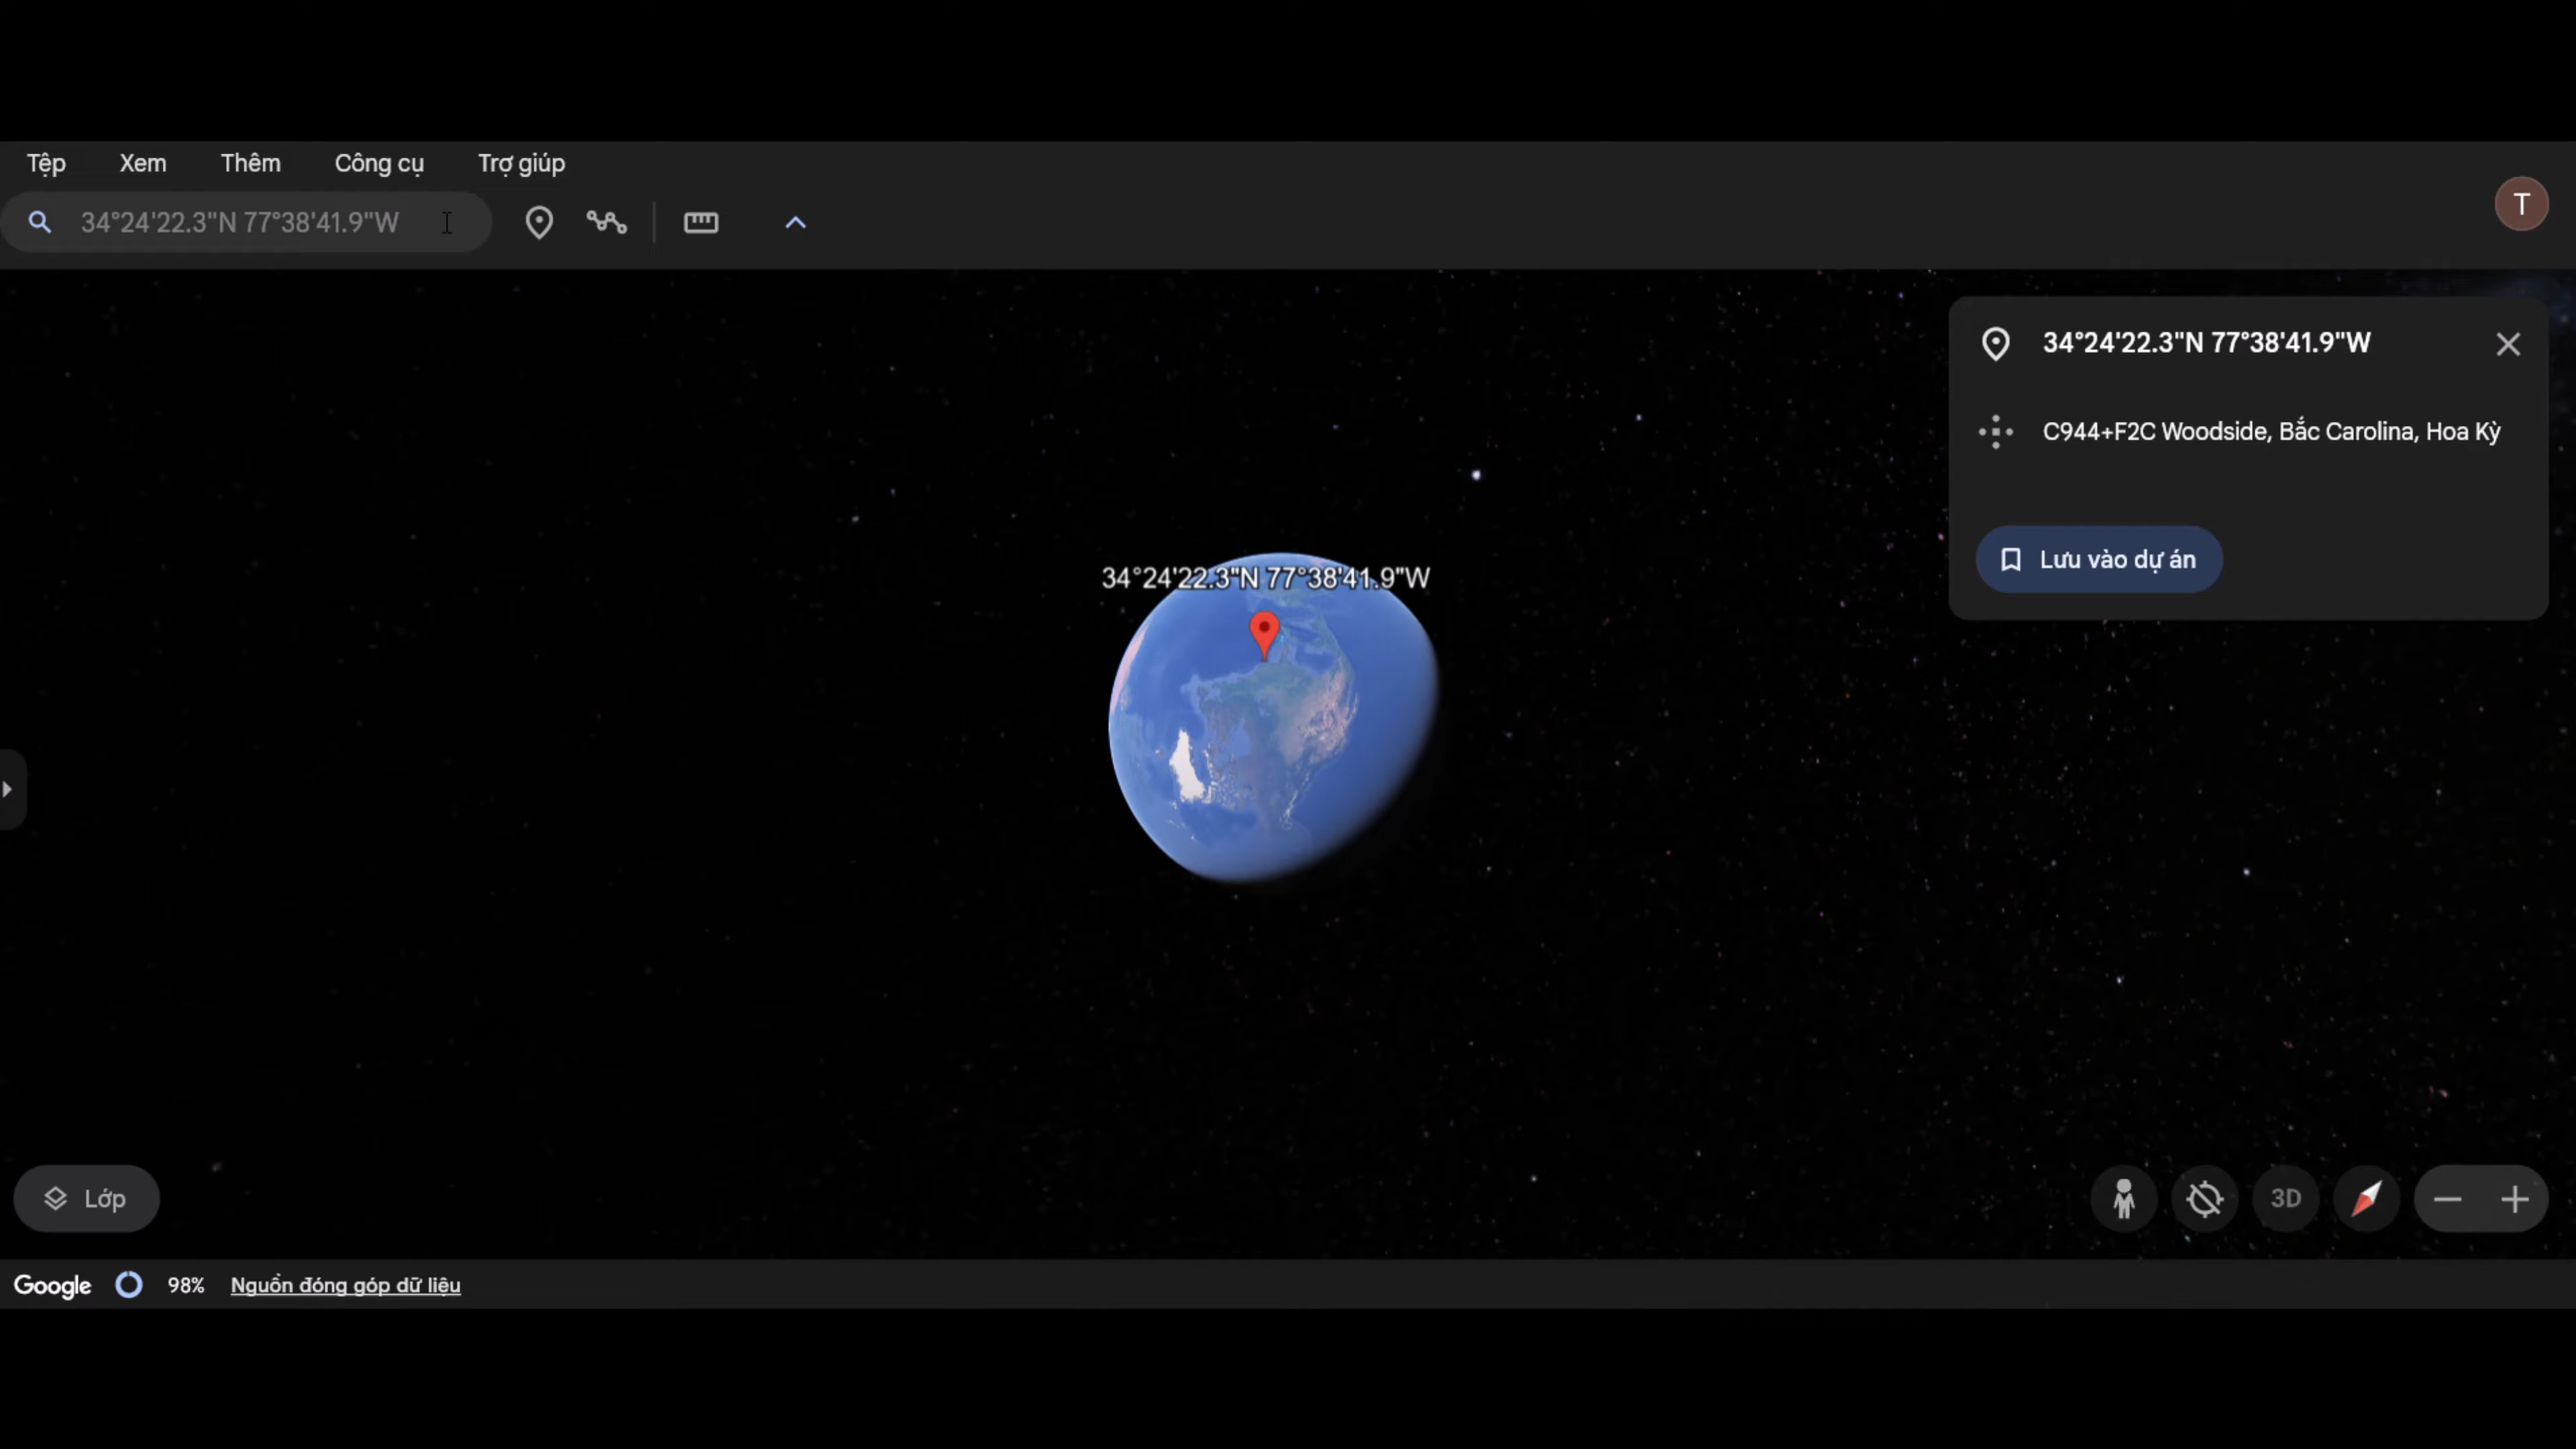 Tệp Xem Thêm Công cụ Trợ giúp
34°24'22.3"N 77°38'41.9"W
T
34°24'22.3"N 77°38'41.9"W
C944+F2C Woodside, Bắc Carolina, Hoa Kỳ
Lưu vào dự án
34°24'22.3"N 77°38'41.9"W
Lớp
3D
Google 98% Nguồn đóng góp dữ liệu